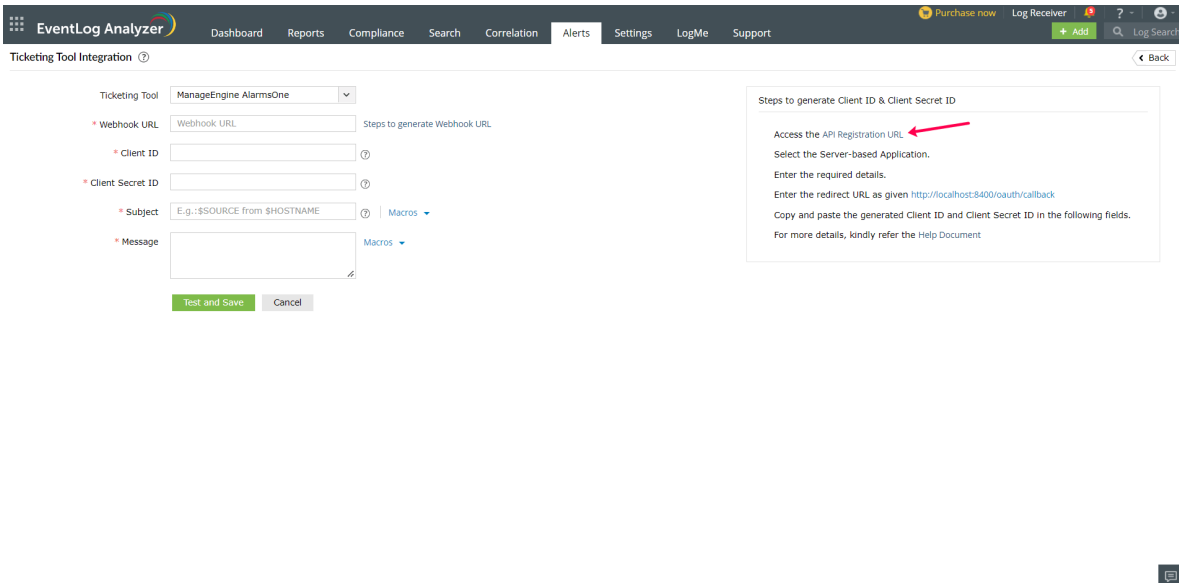 Purchase now Log Receiver 5 ?
EventLog Analyzer Dashboard Reports Compliance Search Correlation Alerts Settings LogMe Support + Add Log Search
Ticketing Tool Integration ? Back
Ticketing Tool ManageEngine AlarmsOne
* Webhook URL Webhook URL Steps to generate Webhook URL
* Client ID ?
* Client Secret ID ?
* Subject E.g.:$SOURCE from $HOSTNAME ? Macros
* Message Macros
Test and Save Cancel
Steps to generate Client ID & Client Secret ID
Access the API Registration URL
Select the Server-based Application.
Enter the required details.
Enter the redirect URL as given http://localhost:8400/oauth/callback
Copy and paste the generated Client ID and Client Secret ID in the following fields.
For more details, kindly refer the Help Document